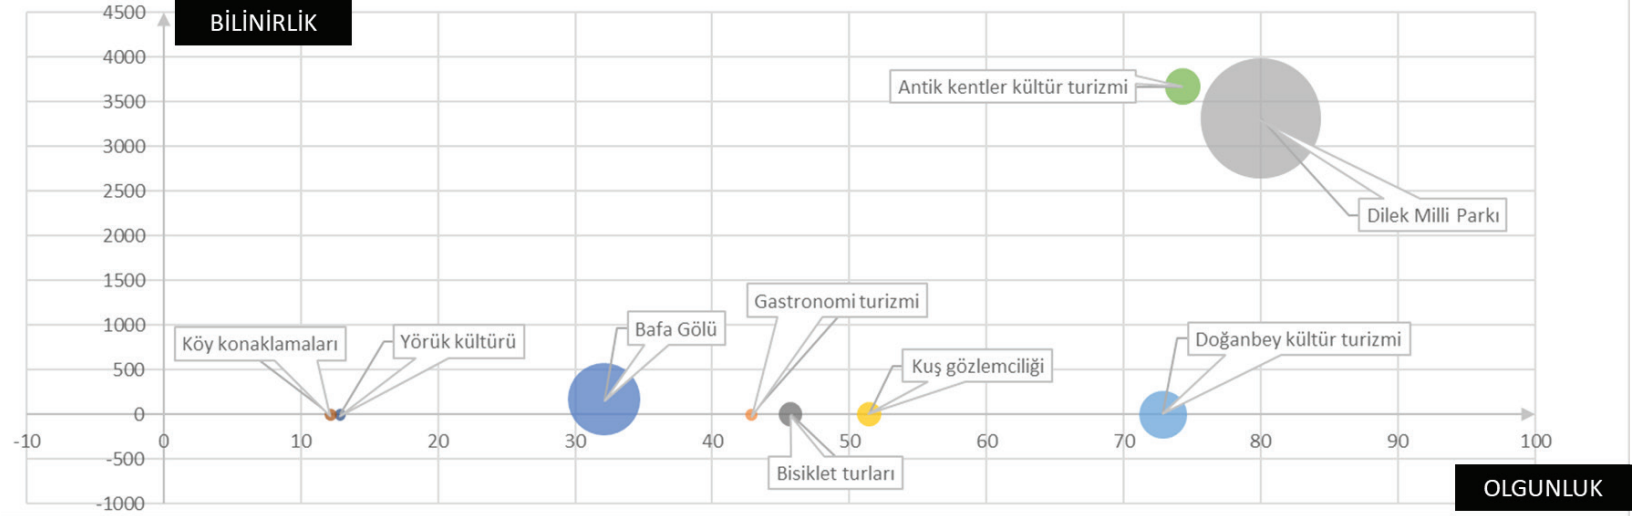 4500
BİLİNİRLİK
4000
Antik kentler kültür turizmi
3500
3000
2500
Dilek Milli Parkı
2000
1500
Gastronomi turizmi
1000
Köy konaklamaları
Yörük kültürü
Bafa Gölü
Doğanbey kültür turizmi
500
Kuş gözlemciliği
0
-10 0 10 20 30 40 50 60 70 80 90 100
-500
Bisiklet turları
OLGUNLUK
-1000